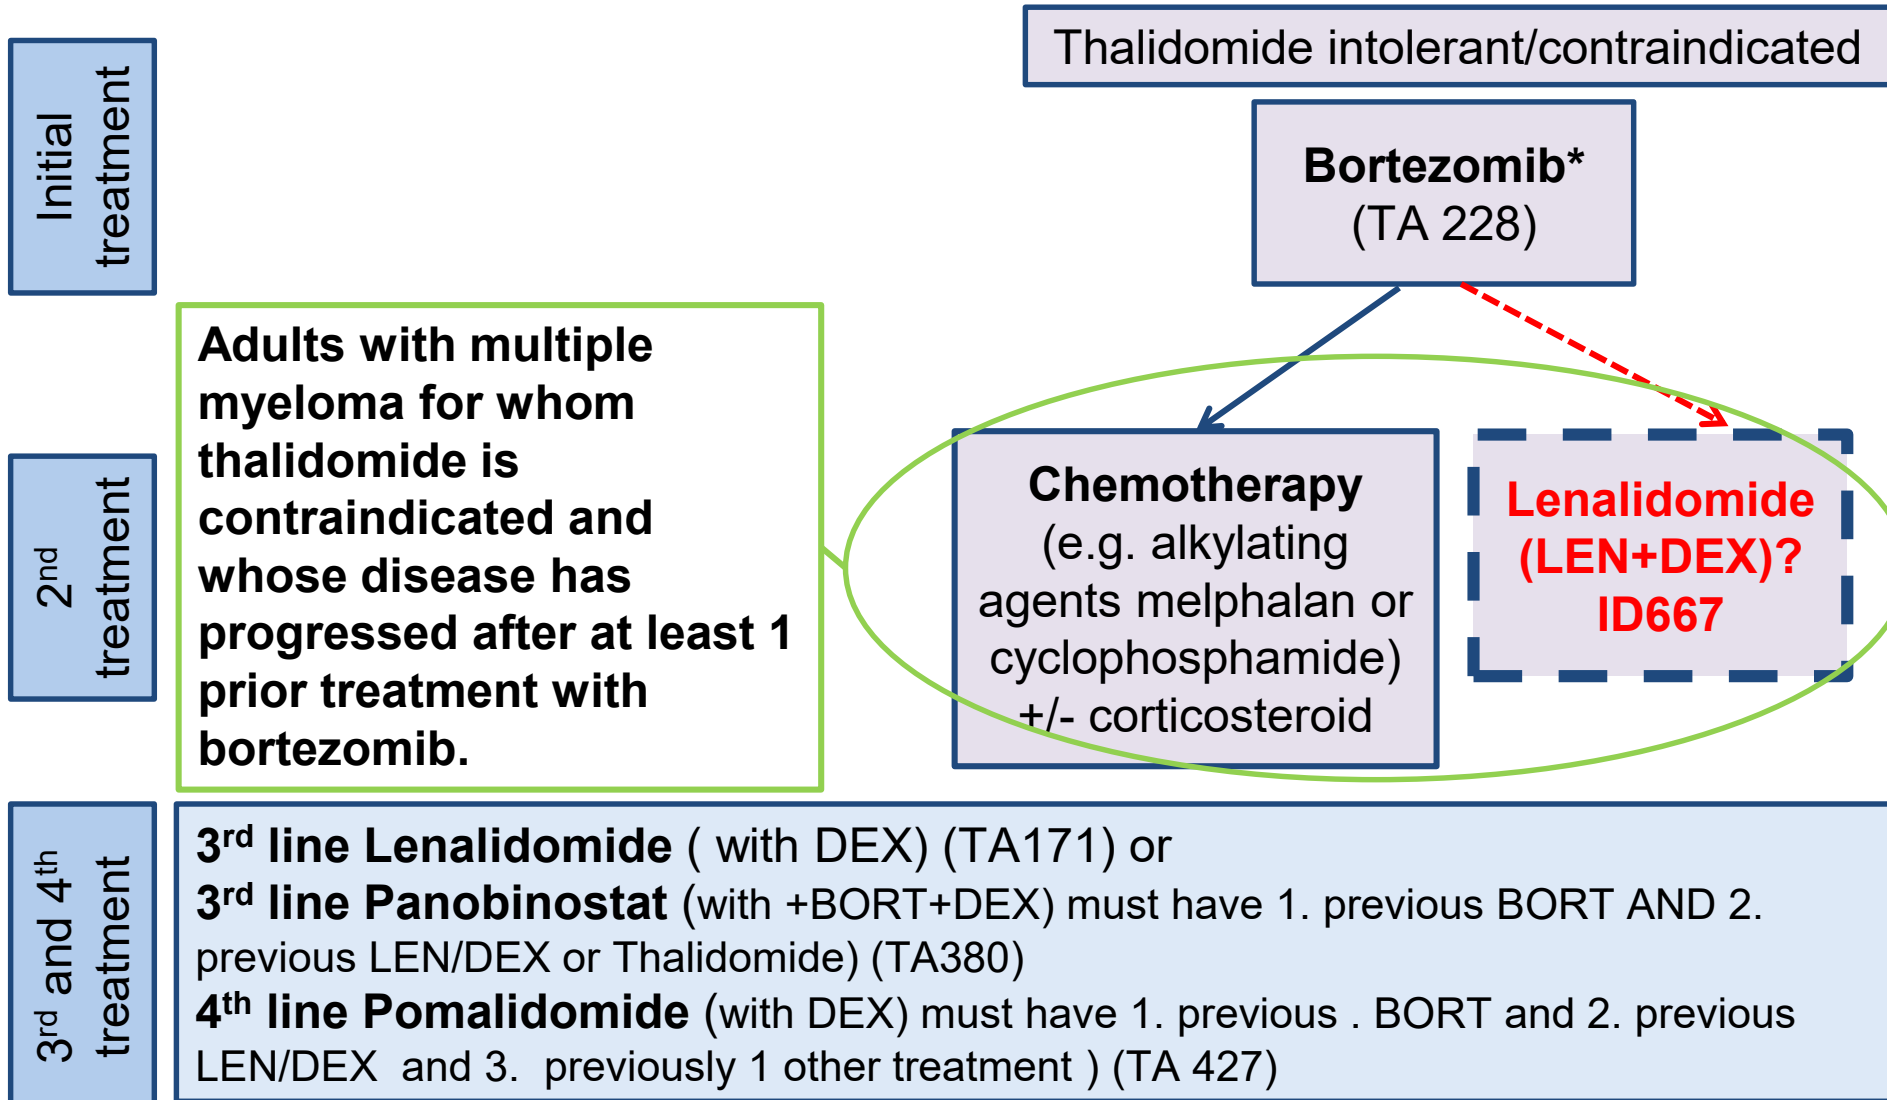 Thalidomide intolerant/contraindicated
Initial
treatment
Bortezomib*
(TA 228)
Adults with multiple
myeloma for whom
thalidomide is
contraindicated and
whose disease has
progressed after at least 1
prior treatment with
bortezomib.
2nd
treatment
Chemotherapy
(e.g. alkylating
agents melphalan or
cyclophosphamide)
+/- corticosteroid
Lenalidomide
(LEN+DEX)?
ID667
3rd and 4th
treatment
3rd line Lenalidomide ( with DEX) (TA171) or
3rd line Panobinostat (with +BORT+DEX) must have 1. previous BORT AND 2.
previous LEN/DEX or Thalidomide) (TA380)
4th line Pomalidomide (with DEX) must have 1. previous . BORT and 2. previous
LEN/DEX and 3. previously 1 other treatment ) (TA 427)